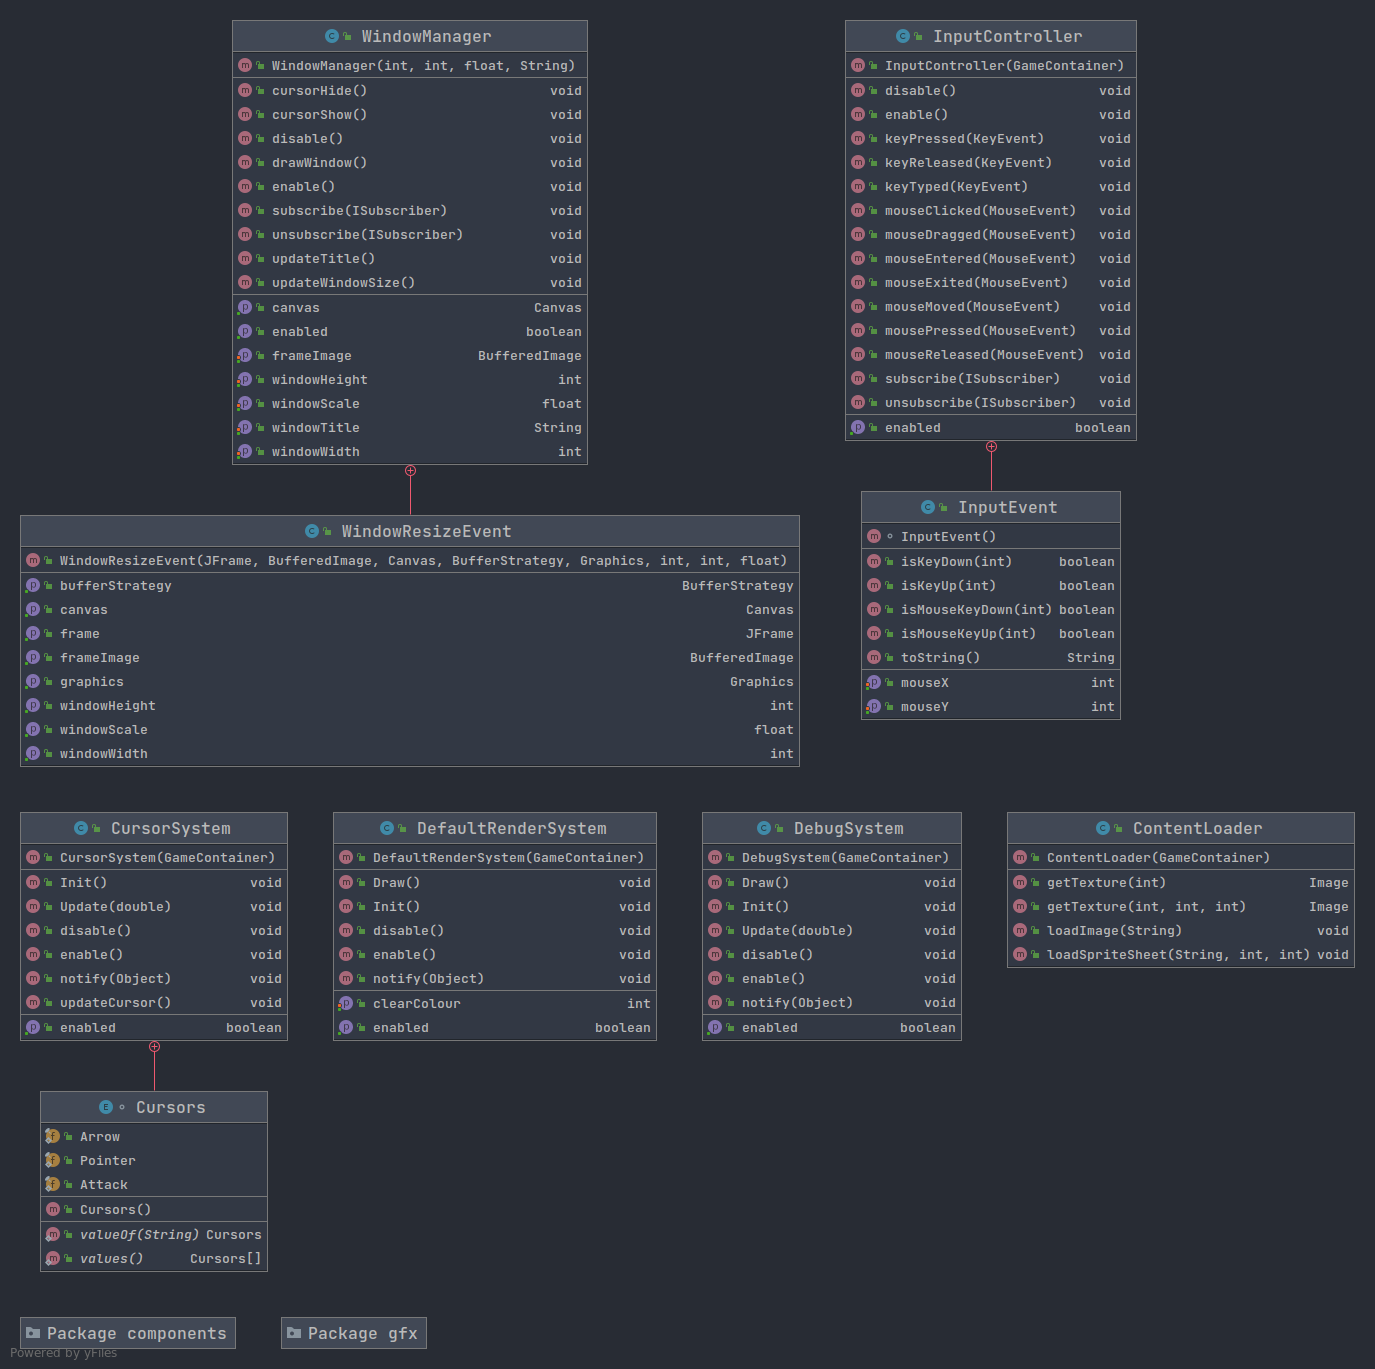 WindowManager
WindowManager(int, int, float, String)
cursorHide() void
cursorShow() void
disable() void
drawWindow() void
enable() void
subscribe(ISubscriber) void
unsubscribe(ISubscriber) void
updateTitle() void
updateWindowSize() void
canvas Canvas
enabled boolean
frameImage BufferedImage
windowHeight int
windowScale float
windowTitle String
windowWidth int
InputController
InputController(GameContainer)
disable() void
enable() void
keyPressed(KeyEvent) void
keyReleased(KeyEvent) void
keyTyped(KeyEvent) void
mouseClicked(MouseEvent) void
mouseDragged(MouseEvent) void
mouseEntered(MouseEvent) void
mouseExited(MouseEvent) void
mouseMoved(MouseEvent) void
mousePressed(MouseEvent) void
mouseReleased(MouseEvent) void
subscribe(ISubscriber) void
unsubscribe(ISubscriber) void
enabled boolean
WindowResizeEvent
WindowResizeEvent(JFrame, BufferedImage, Canvas, BufferStrategy, Graphics, int, int, float)
bufferStrategy BufferStrategy
canvas Canvas
frame JFrame
frameImage BufferedImage
graphics Graphics
windowHeight int
windowScale float
windowWidth int
InputEvent
InputEvent()
isKeyDown(int) boolean
isKeyUp(int) boolean
isMouseKeyDown(int) boolean
isMouseKeyUp(int) boolean
toString() String
mouseX int
mouseY int
CursorSystem
CursorSystem(GameContainer)
Init() void
Update(double) void
disable() void
enable() void
notify(Object) void
updateCursor() void
enabled boolean
DefaultRenderSystem
DefaultRenderSystem(GameContainer)
Draw() void
Init() void
disable() void
enable() void
notify(Object) void
clearColour int
enabled boolean
DebugSystem
DebugSystem(GameContainer)
Draw() void
Init() void
Update(double) void
disable() void
enable() void
notify(Object) void
enabled boolean
ContentLoader
ContentLoader(GameContainer)
getTexture(int) Image
getTexture(int, int, int) Image
loadImage(String) void
loadSpriteSheet(String, int, int) void
Cursors
Arrow
Pointer
Attack
Cursors()
valueOf(String) Cursors
values() Cursors[]
Package components
Package gfx
Powered by yFiles